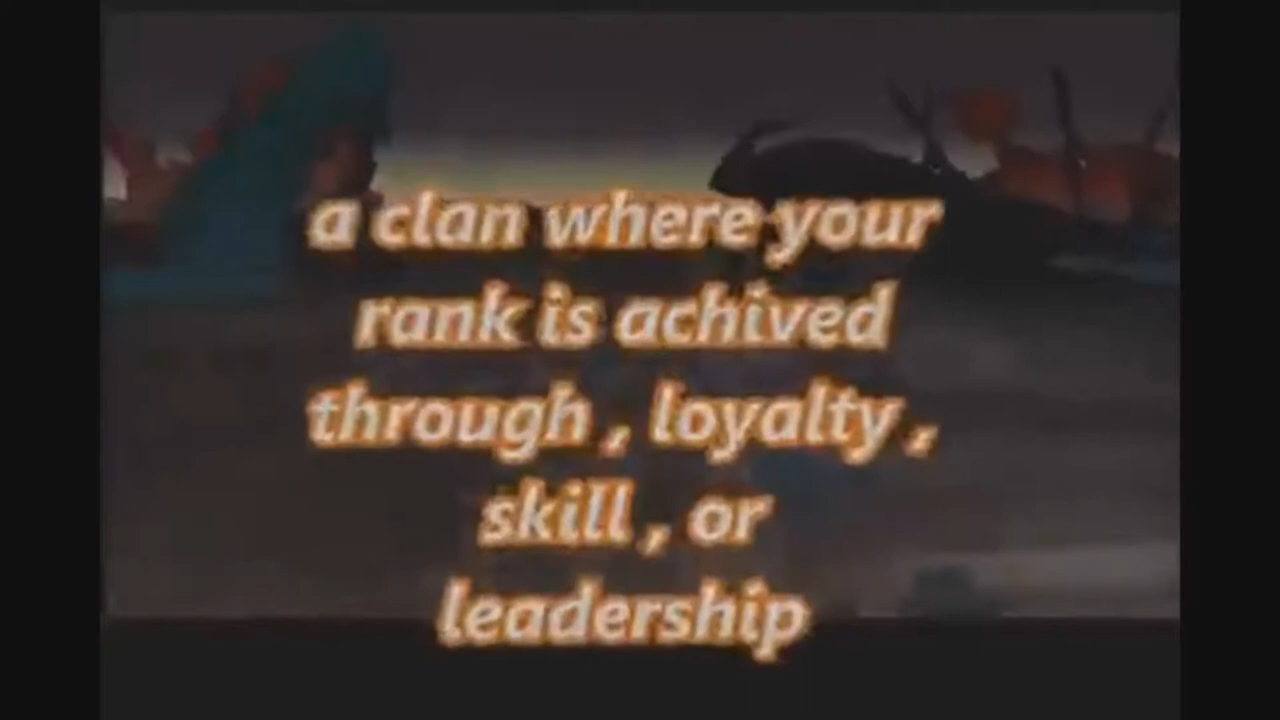 a clan where your
rank is achived
through , loyalty ,
skill , or
leadership